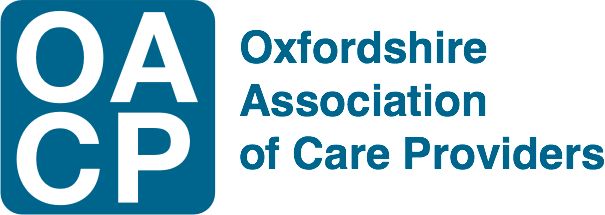 OA
CP
Oxfordshire
Association
of Care Providers